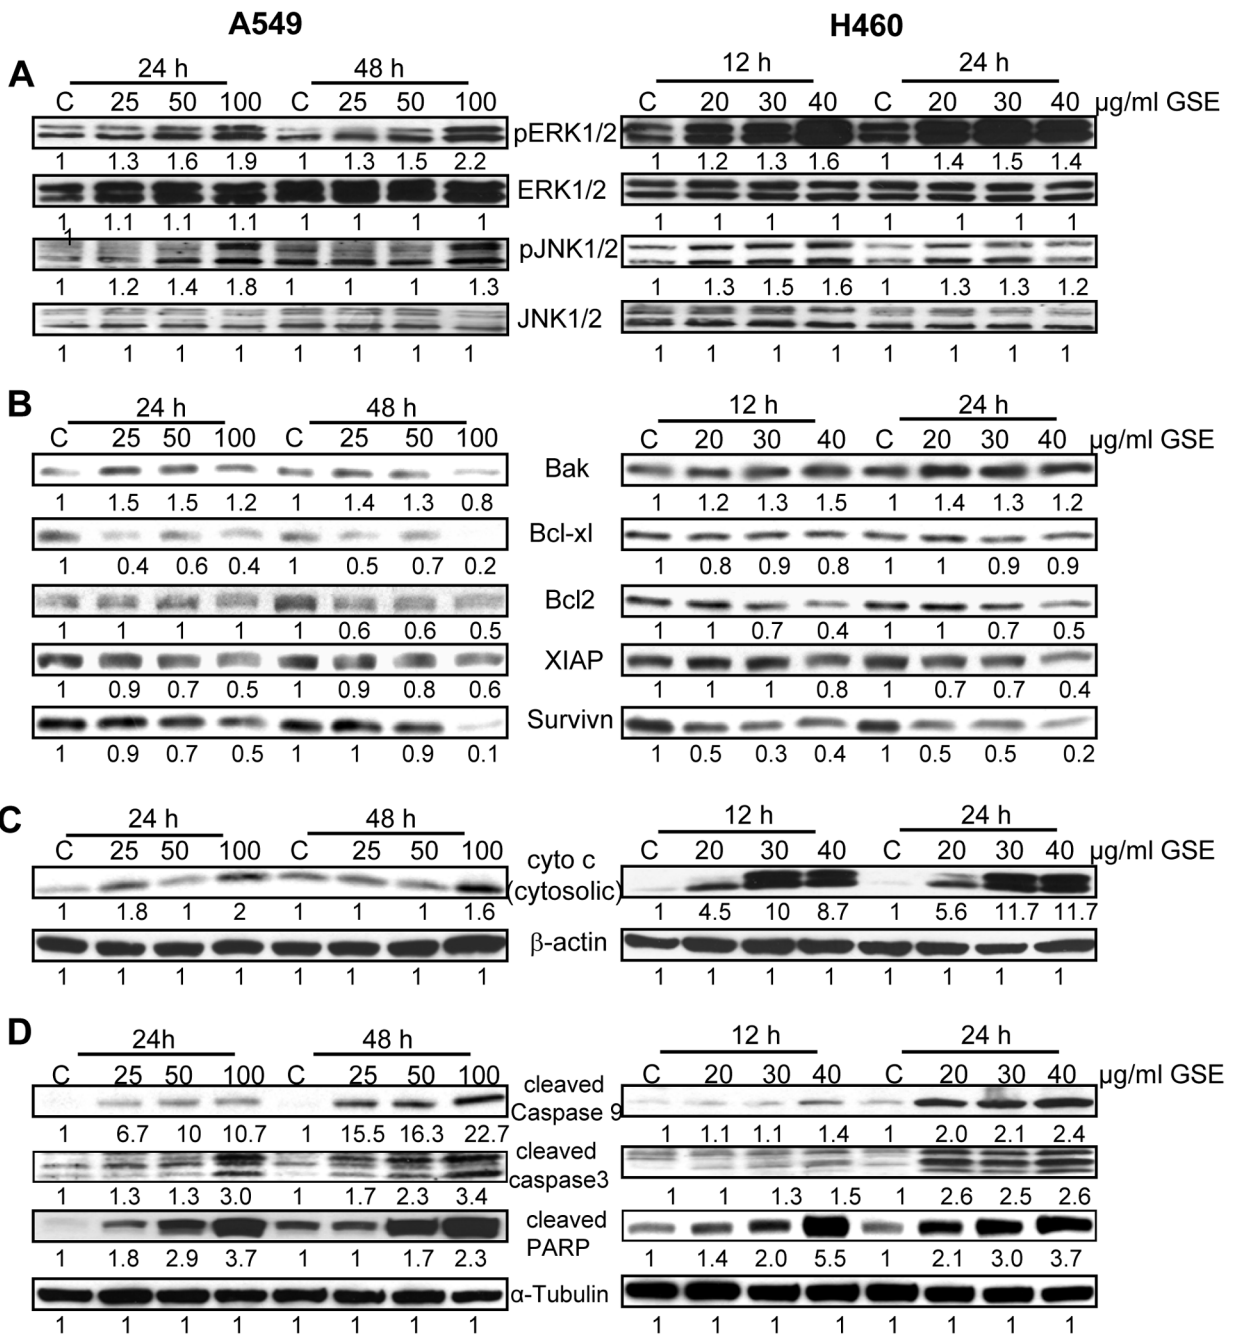 A549 H460
A
24 h 48 h 12 h 24 h
C 25 50 100 C 25 50 100 C 20 30 40 C 20 30 40 µg/ml GSE
pERK1/2
1 1.3 1.6 1.9 1 1.3 1.5 2.2 1 1.2 1.3 1.6 1 1.4 1.5 1.4
ERK1/2
1 1.1 1.1 1.1 1 1 1 1 1 1 1 1 1 1 1 1
1
pJNK1/2
1 1.2 1.4 1.8 1 1 1 1.3 1 1.3 1.5 1.6 1 1.3 1.3 1.2
JNK1/2
1 1 1 1 1 1 1 1 1 1 1 1 1 1 1 1
B
24 h 48 h 12 h 24 h
C 25 50 100 C 25 50 100 C 20 30 40 C 20 30 40 µg/ml GSE
Bak
1 1.5 1.5 1.2 1 1.4 1.3 0.8 1 1.2 1.3 1.5 1 1.4 1.3 1.2
Bcl-xl
1 0.4 0.6 0.4 1 0.5 0.7 0.2 1 0.8 0.9 0.8 1 1 0.9 0.9
Bcl2
1 1 1 1 1 0.6 0.6 0.5 1 1 0.7 0.4 1 1 0.7 0.5
XIAP
1 0.9 0.7 0.5 1 0.9 0.8 0.6 1 1 1 0.8 1 0.7 0.7 0.4
Survivn
1 0.9 0.7 0.5 1 1 0.9 0.1 1 0.5 0.3 0.4 1 0.5 0.5 0.2
C
24 h 48 h 12 h 24 h
C 25 50 100 C 25 50 100 C 20 30 40 C 20 30 40 µg/ml GSE
cyto c
(cytosolic)
1 1.8 1 2 1 1 1 1.6 1 4.5 10 8.7 1 5.6 11.7 11.7
β-actin
1 1 1 1 1 1 1 1 1 1 1 1 1 1 1 1
D
24h 48 h 12 h 24 h
C 25 50 100 C 25 50 100 C 20 30 40 C 20 30 40 µg/ml GSE
cleaved
Caspase 9
1 6.7 10 10.7 1 15.5 16.3 22.7 1 1.1 1.1 1.4 1 2.0 2.1 2.4
cleaved
caspase3
1 1.3 1.3 3.0 1 1.7 2.3 3.4 1 1 1.3 1.5 1 2.6 2.5 2.6
cleaved
PARP
1 1.8 2.9 3.7 1 1 1.7 2.3 1 1.4 2.0 5.5 1 2.1 3.0 3.7
α-Tubulin
1 1 1 1 1 1 1 1 1 1 1 1 1 1 1 1